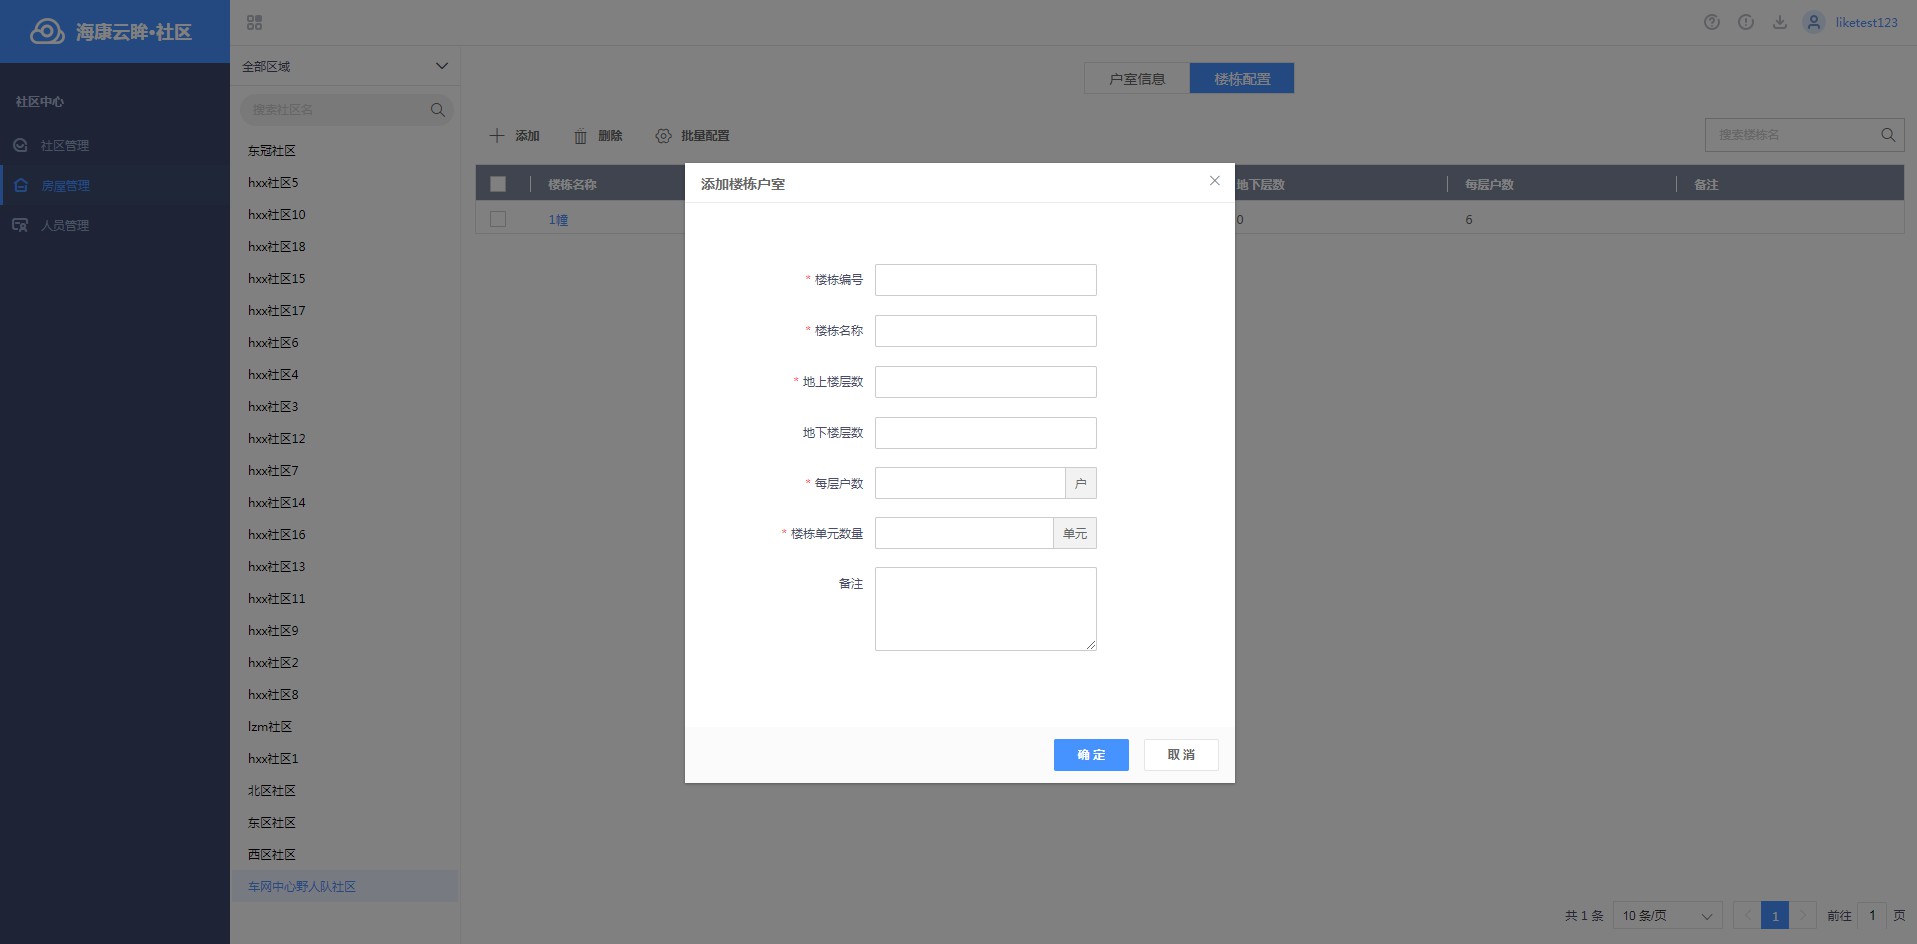 海康云眸•社区
liketest123
社区中心
社区管理
房屋管理
人员管理
全部区域
搜索社区名
东冠社区
hxx社区5
hxx社区10
hxx社区18
hxx社区15
hxx社区17
hxx社区6
hxx社区4
hxx社区3
hxx社区12
hxx社区7
hxx社区14
hxx社区16
hxx社区13
hxx社区11
hxx社区9
hxx社区2
hxx社区8
lzm社区
hxx社区1
北区社区
东区社区
西区社区
车网中心野人队社区
户室信息 楼栋配置
添加 删除 批量配置
搜索楼栋名
楼栋名称 地下层数 每层户数 备注
1幢 0 6
添加楼栋户室
* 楼栋编号
* 楼栋名称
* 地上楼层数
地下楼层数
* 每层户数 户
* 楼栋单元数量 单元
备注
确 定 取 消
共 1 条 10 条/页 1 前往 1 页